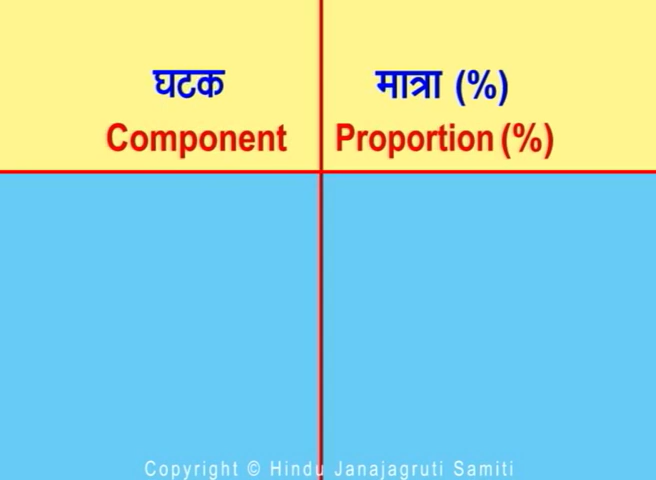 घटक
मात्रा (%)
Component
Proportion (%)
Copyright © Hindu Janajagruti Samiti